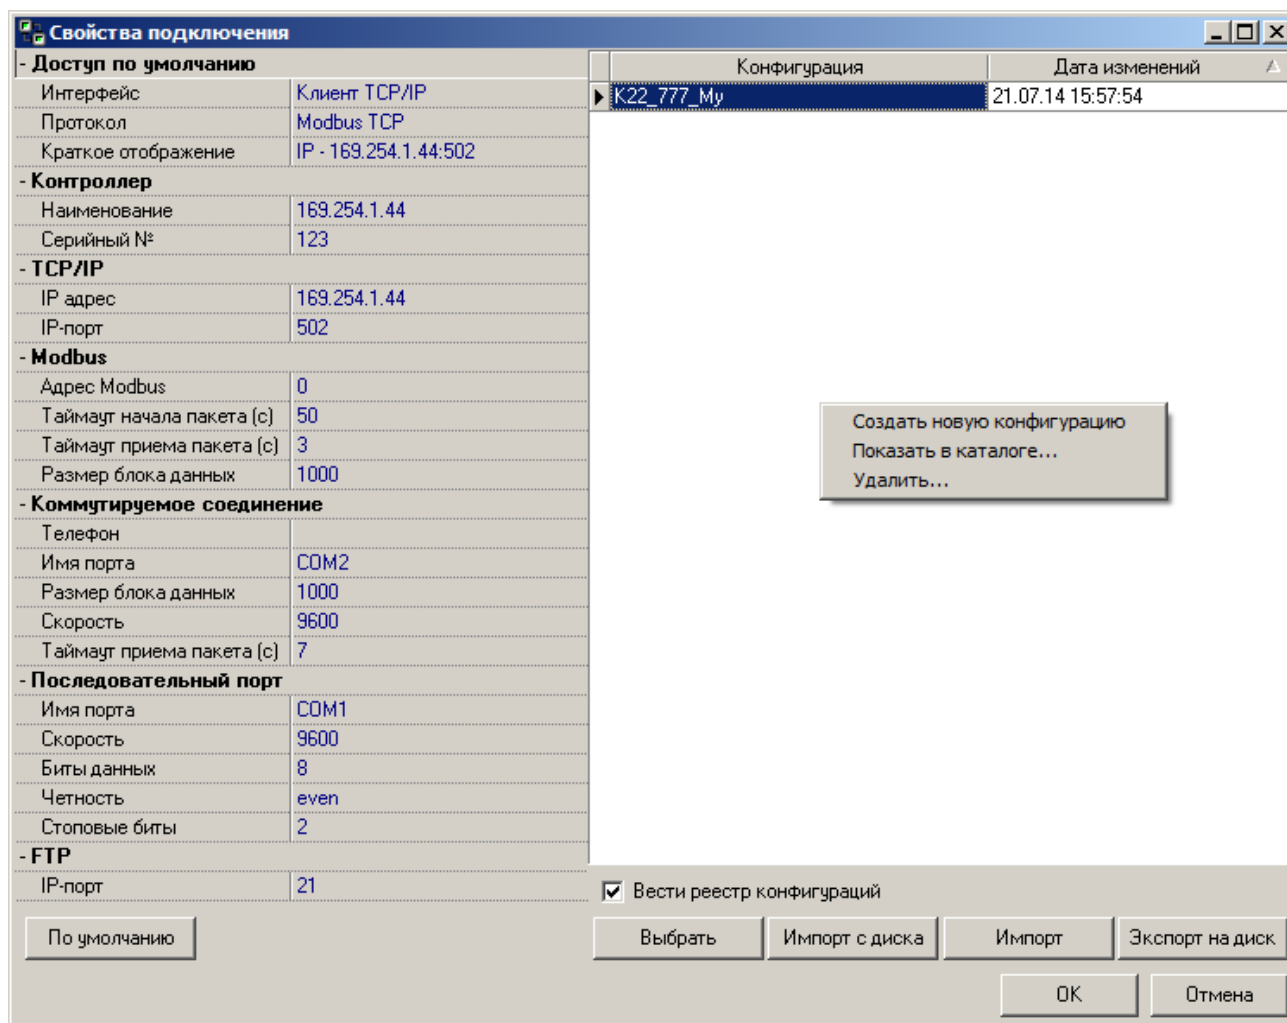 Свойства подключения
- Доступ по умолчанию
Интерфейс Клиент TCP/IP
Протокол Modbus TCP
Краткое отображение IP - 169.254.1.44:502
- Контроллер
Наименование 169.254.1.44
Серийный № 123
- TCP/IP
IP адрес 169.254.1.44
IP-порт 502
- Modbus
Адрес Modbus 0
Таймаут начала пакета (с) 50
Таймаут приема пакета (с) 3
Размер блока данных 1000
- Коммутируемое соединение
Телефон
Имя порта COM2
Размер блока данных 1000
Скорость 9600
Таймаут приема пакета (с) 7
- Последовательный порт
Имя порта COM1
Скорость 9600
Биты данных 8
Четность even
Стоповые биты 2
- FTP
IP-порт 21
По умолчанию
Конфигурация Дата изменений
K22_777_My 21.07.14 15:57:54
Создать новую конфигурацию
Показать в каталоге...
Удалить...
Вести реестр конфигураций
Выбрать Импорт с диска Импорт Экспорт на диск
OK Отмена